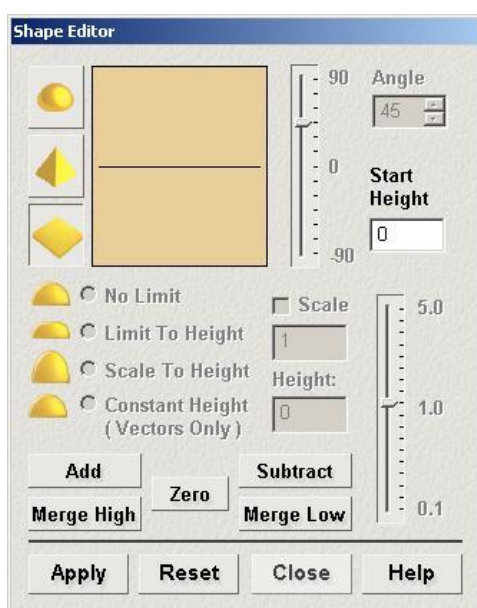 Shape Editor
90
Angle
45
0
Start
Height
0
-90
No Limit
Scale
5.0
Limit To Height
1
Scale To Height
Height:
Constant Height
( Vectors Only )
0
1.0
Add
Subtract
Zero
Merge High
Merge Low
0.1
Apply
Reset
Close
Help